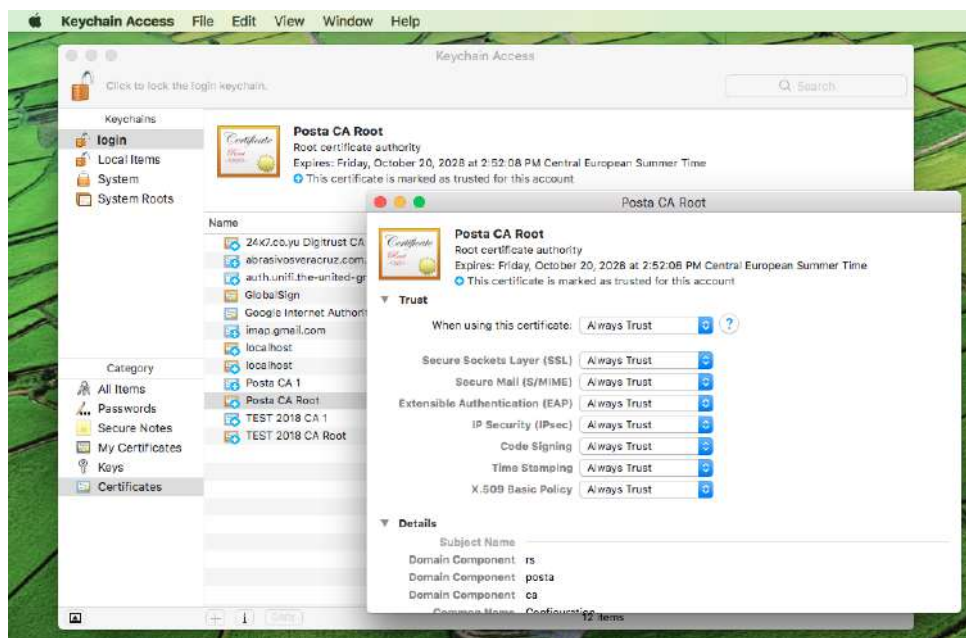 Keychain Access File Edit View Window Help
Keychain Access
Click to lock the login keychain.
Search
Keychains
login
Local Items
System
System Roots
Posta CA Root
Root certificate authority
Expires: Friday, October 20, 2028 at 2:52:08 PM Central European Summer Time
This certificate is marked as trusted for this account
Name
24x7.co.yu Digitrust CA
abrasivosveracruz.com
auth.unifi.the-united-gr
GlobalSign
Google Internet Authorit
imap.gmail.com
localhost
localhost
Posta CA 1
Posta CA Root
TEST 2018 CA 1
TEST 2018 CA Root
Category
All Items
Passwords
Secure Notes
My Certificates
Keys
Certificates
Posta CA Root
Posta CA Root
Root certificate authority
Expires: Friday, October 20, 2028 at 2:52:08 PM Central European Summer Time
This certificate is marked as trusted for this account
Trust
When using this certificate: Always Trust ?
Secure Sockets Layer (SSL) Always Trust
Secure Mail (S/MIME) Always Trust
Extensible Authentication (EAP) Always Trust
IP Security (IPsec) Always Trust
Code Signing Always Trust
Time Stamping Always Trust
X.509 Basic Policy Always Trust
Details
Subject Name
Domain Component rs
Domain Component posta
Domain Component ca
Common Name Configuration
+ i Copy
12 items